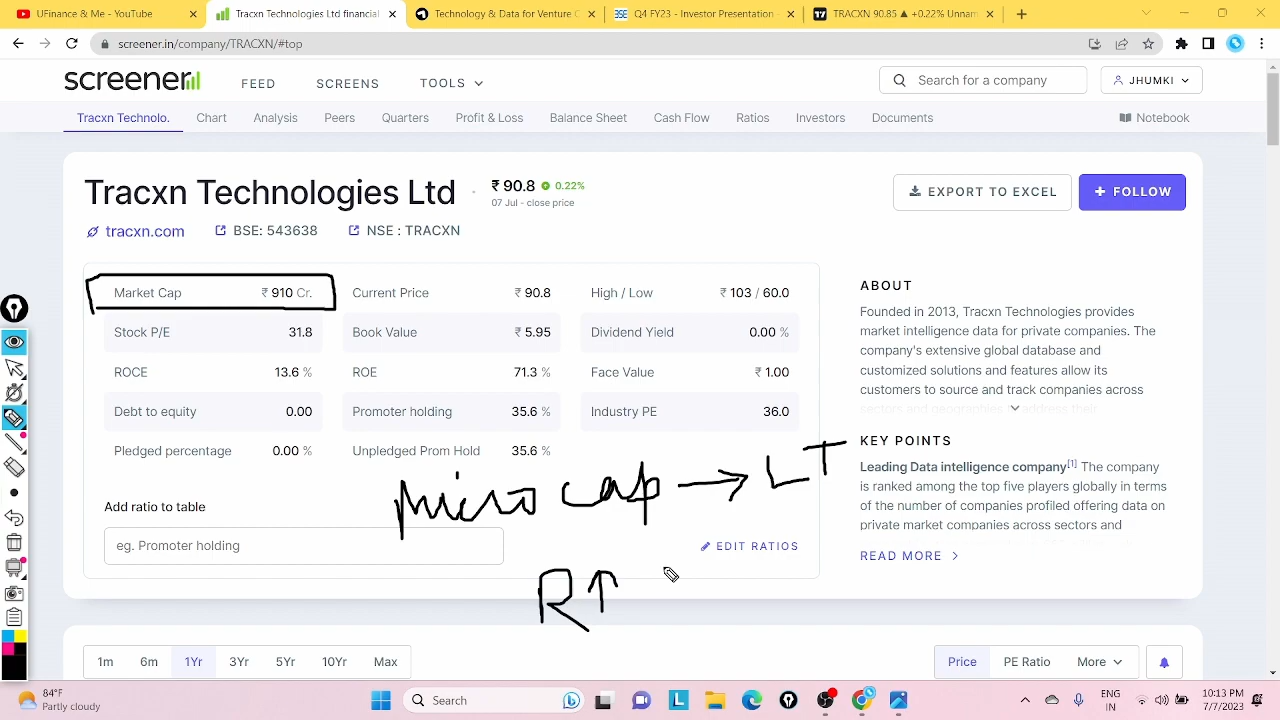 UFinance & Me - YouTube
Tracxn Technologies Ltd financial
Technology & Data for Venture C
Q4 FY23 - Investor Presentation -
TRACXN 90.85 ▲ +0.22% Unnam
screener.in/company/TRACXN/#top
screener
FEED SCREENS TOOLS
Search for a company
JHUMKI
Tracxn Technolo. Chart Analysis Peers Quarters Profit & Loss Balance Sheet Cash Flow Ratios Investors Documents Notebook
Tracxn Technologies Ltd
₹ 90.8 0.22%
07 Jul - close price
EXPORT TO EXCEL
+ FOLLOW
tracxn.com BSE: 543638 NSE : TRACXN
Market Cap ₹ 910 Cr. Current Price ₹ 90.8 High / Low ₹ 103 / 60.0
Stock P/E 31.8 Book Value ₹ 5.95 Dividend Yield 0.00 %
ROCE 13.6 % ROE 71.3 % Face Value ₹ 1.00
Debt to equity 0.00 Promoter holding 35.6 % Industry PE 36.0
Pledged percentage 0.00 % Unpledged Prom Hold 35.6 %
Micro cap → LT
Add ratio to table
eg. Promoter holding
EDIT RATIOS
R↑
ABOUT
Founded in 2013, Tracxn Technologies provides
market intelligence data for private companies. The
company's extensive global database and
customized solutions and features allow its
customers to source and track companies across
sectors and geographies to address their
KEY POINTS
Leading Data intelligence company[1] The company
is ranked among the top five players globally in terms
of the number of companies profiled offering data on
private market companies across sectors and
READ MORE
1m 6m 1Yr 3Yr 5Yr 10Yr Max
Price PE Ratio More
84°F
Partly cloudy
Search
ENG
IN
10:13 PM
7/7/2023